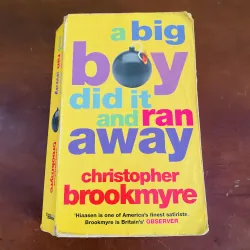 a big
boy
did it
and ran
away
christopher
brookmyre
'Hiaasen is one of America's finest satirists.
Brookmyre is Britain's' OBSERVER
brookmyre